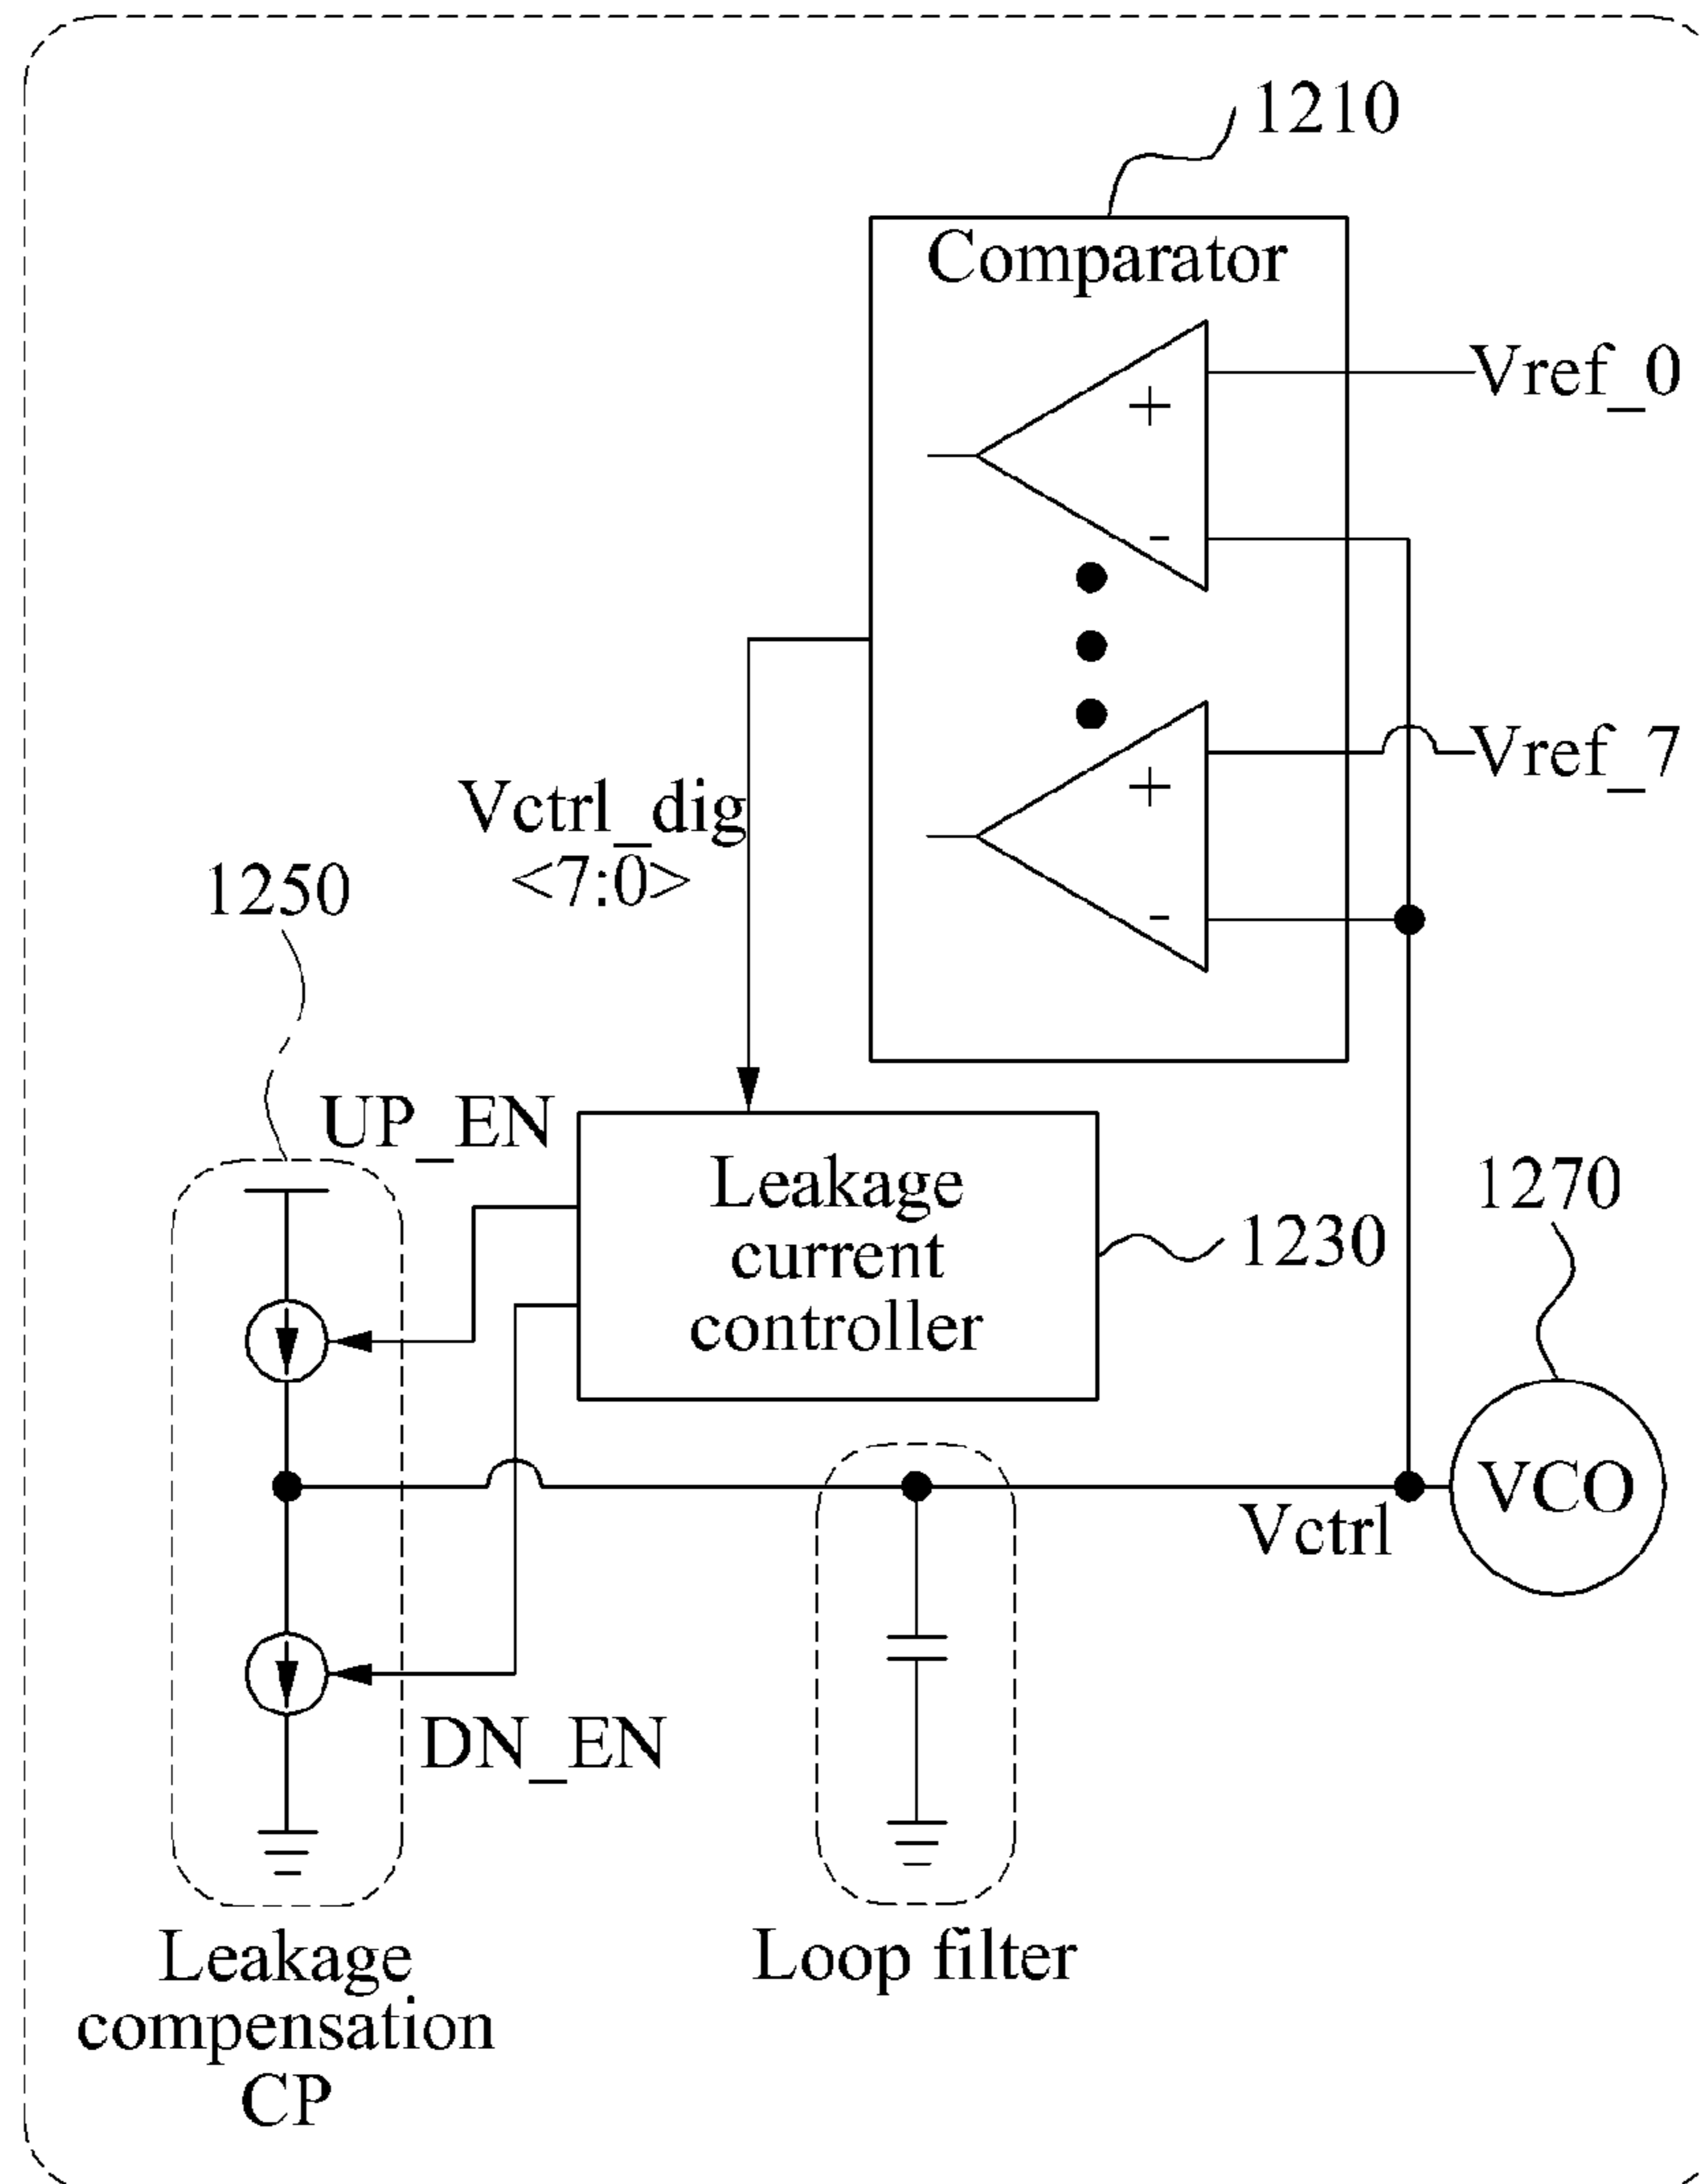 1210
Comparator
+
Vref_0
-
+
Vref_7
-
Vctrl_dig
<7:0>
1250
UP_EN
Leakage
current
controller
1230
1270
VCO
Vctrl
DN_EN
Leakage
compensation
CP
Loop filter